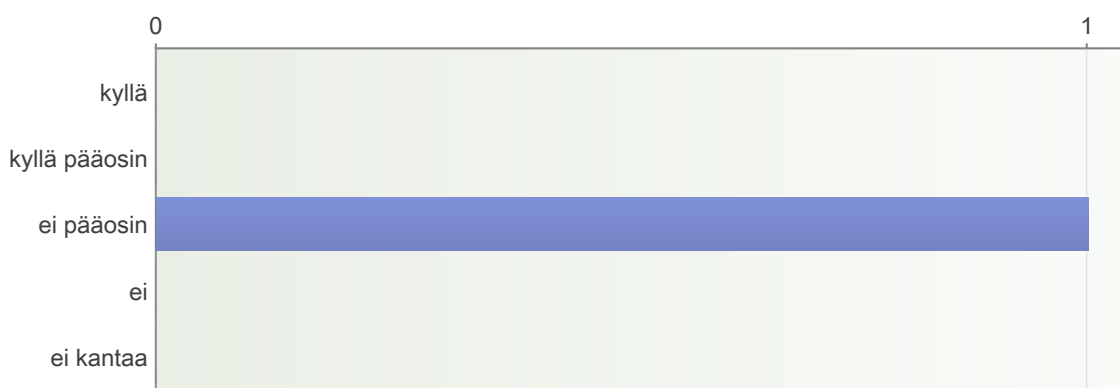 0 1
kyllä
kyllä pääosin
ei pääosin
ei
ei kantaa